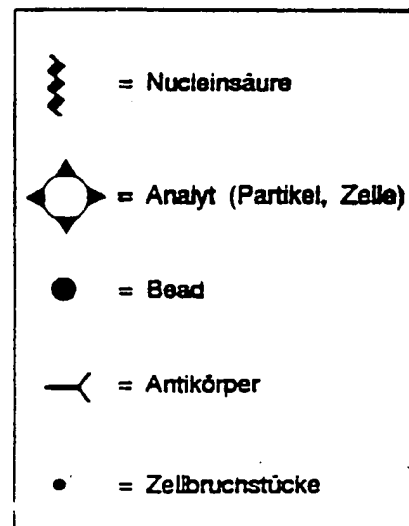 = Nucleinsäure
= Analyt (Partikel, Zelle)
= Bead
= Antikörper
= Zellbruchstücke